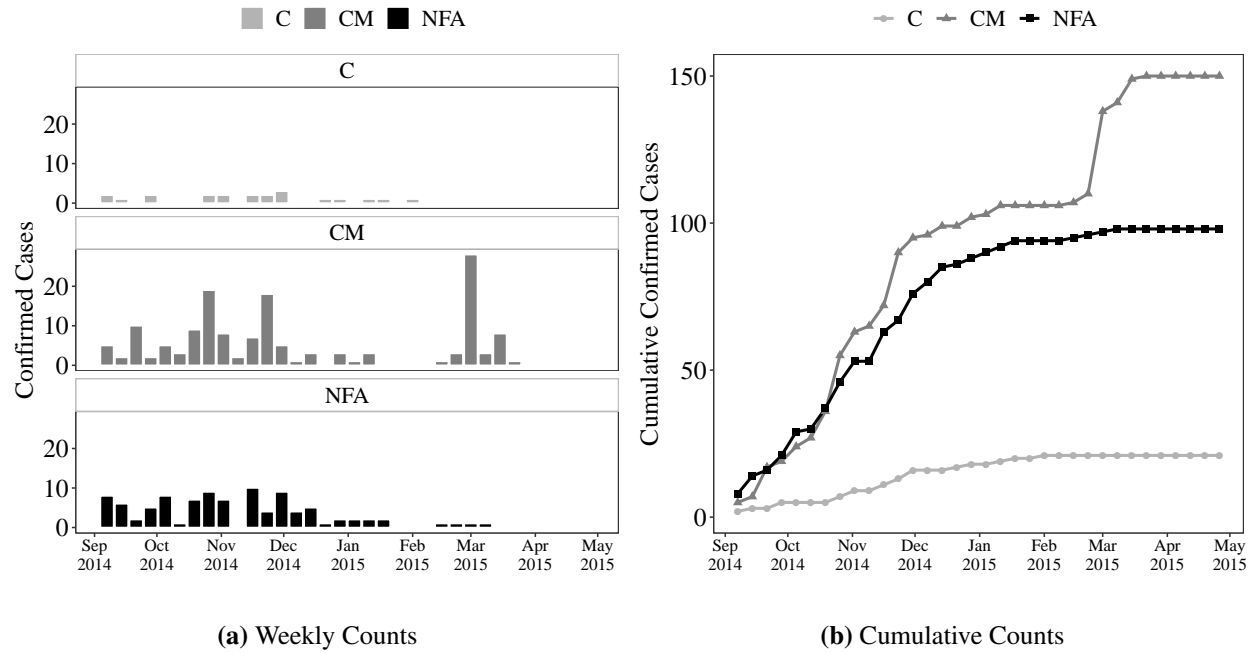 C CM NFA
C
20
10
0
CM
20
10
0
NFA
20
10
0
Confirmed Cases
Sep Oct Nov Dec Jan Feb Mar Apr May
2014 2014 2014 2014 2015 2015 2015 2015 2015
(a) Weekly Counts
C CM NFA
150
100
50
0
Cumulative Confirmed Cases
Sep Oct Nov Dec Jan Feb Mar Apr May
2014 2014 2014 2014 2015 2015 2015 2015 2015
(b) Cumulative Counts